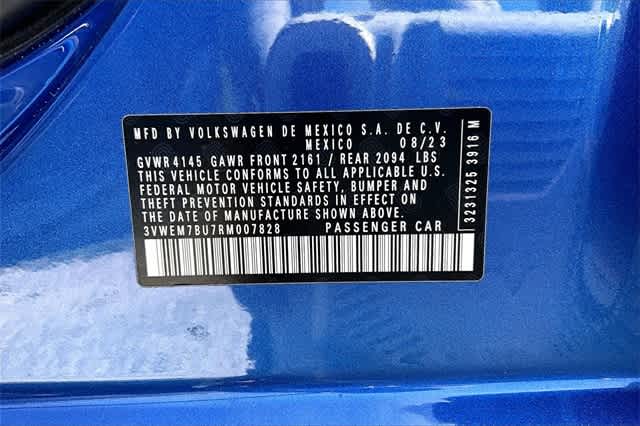 MFD BY VOLKSWAGEN DE MEXICO S.A. DE C.V.
MEXICO 08/23
GVWR 4145 GAWR FRONT 2161 / REAR 2094 LBS
THIS VEHICLE CONFORMS TO ALL APPLICABLE U.S.
FEDERAL MOTOR VEHICLE SAFETY, BUMPER AND
THEFT PREVENTION STANDARDS IN EFFECT ON THE
DATE OF MANUFACTURE SHOWN ABOVE.
3VWEM7BU7RM007828 PASSENGER CAR
3231325 3916 M